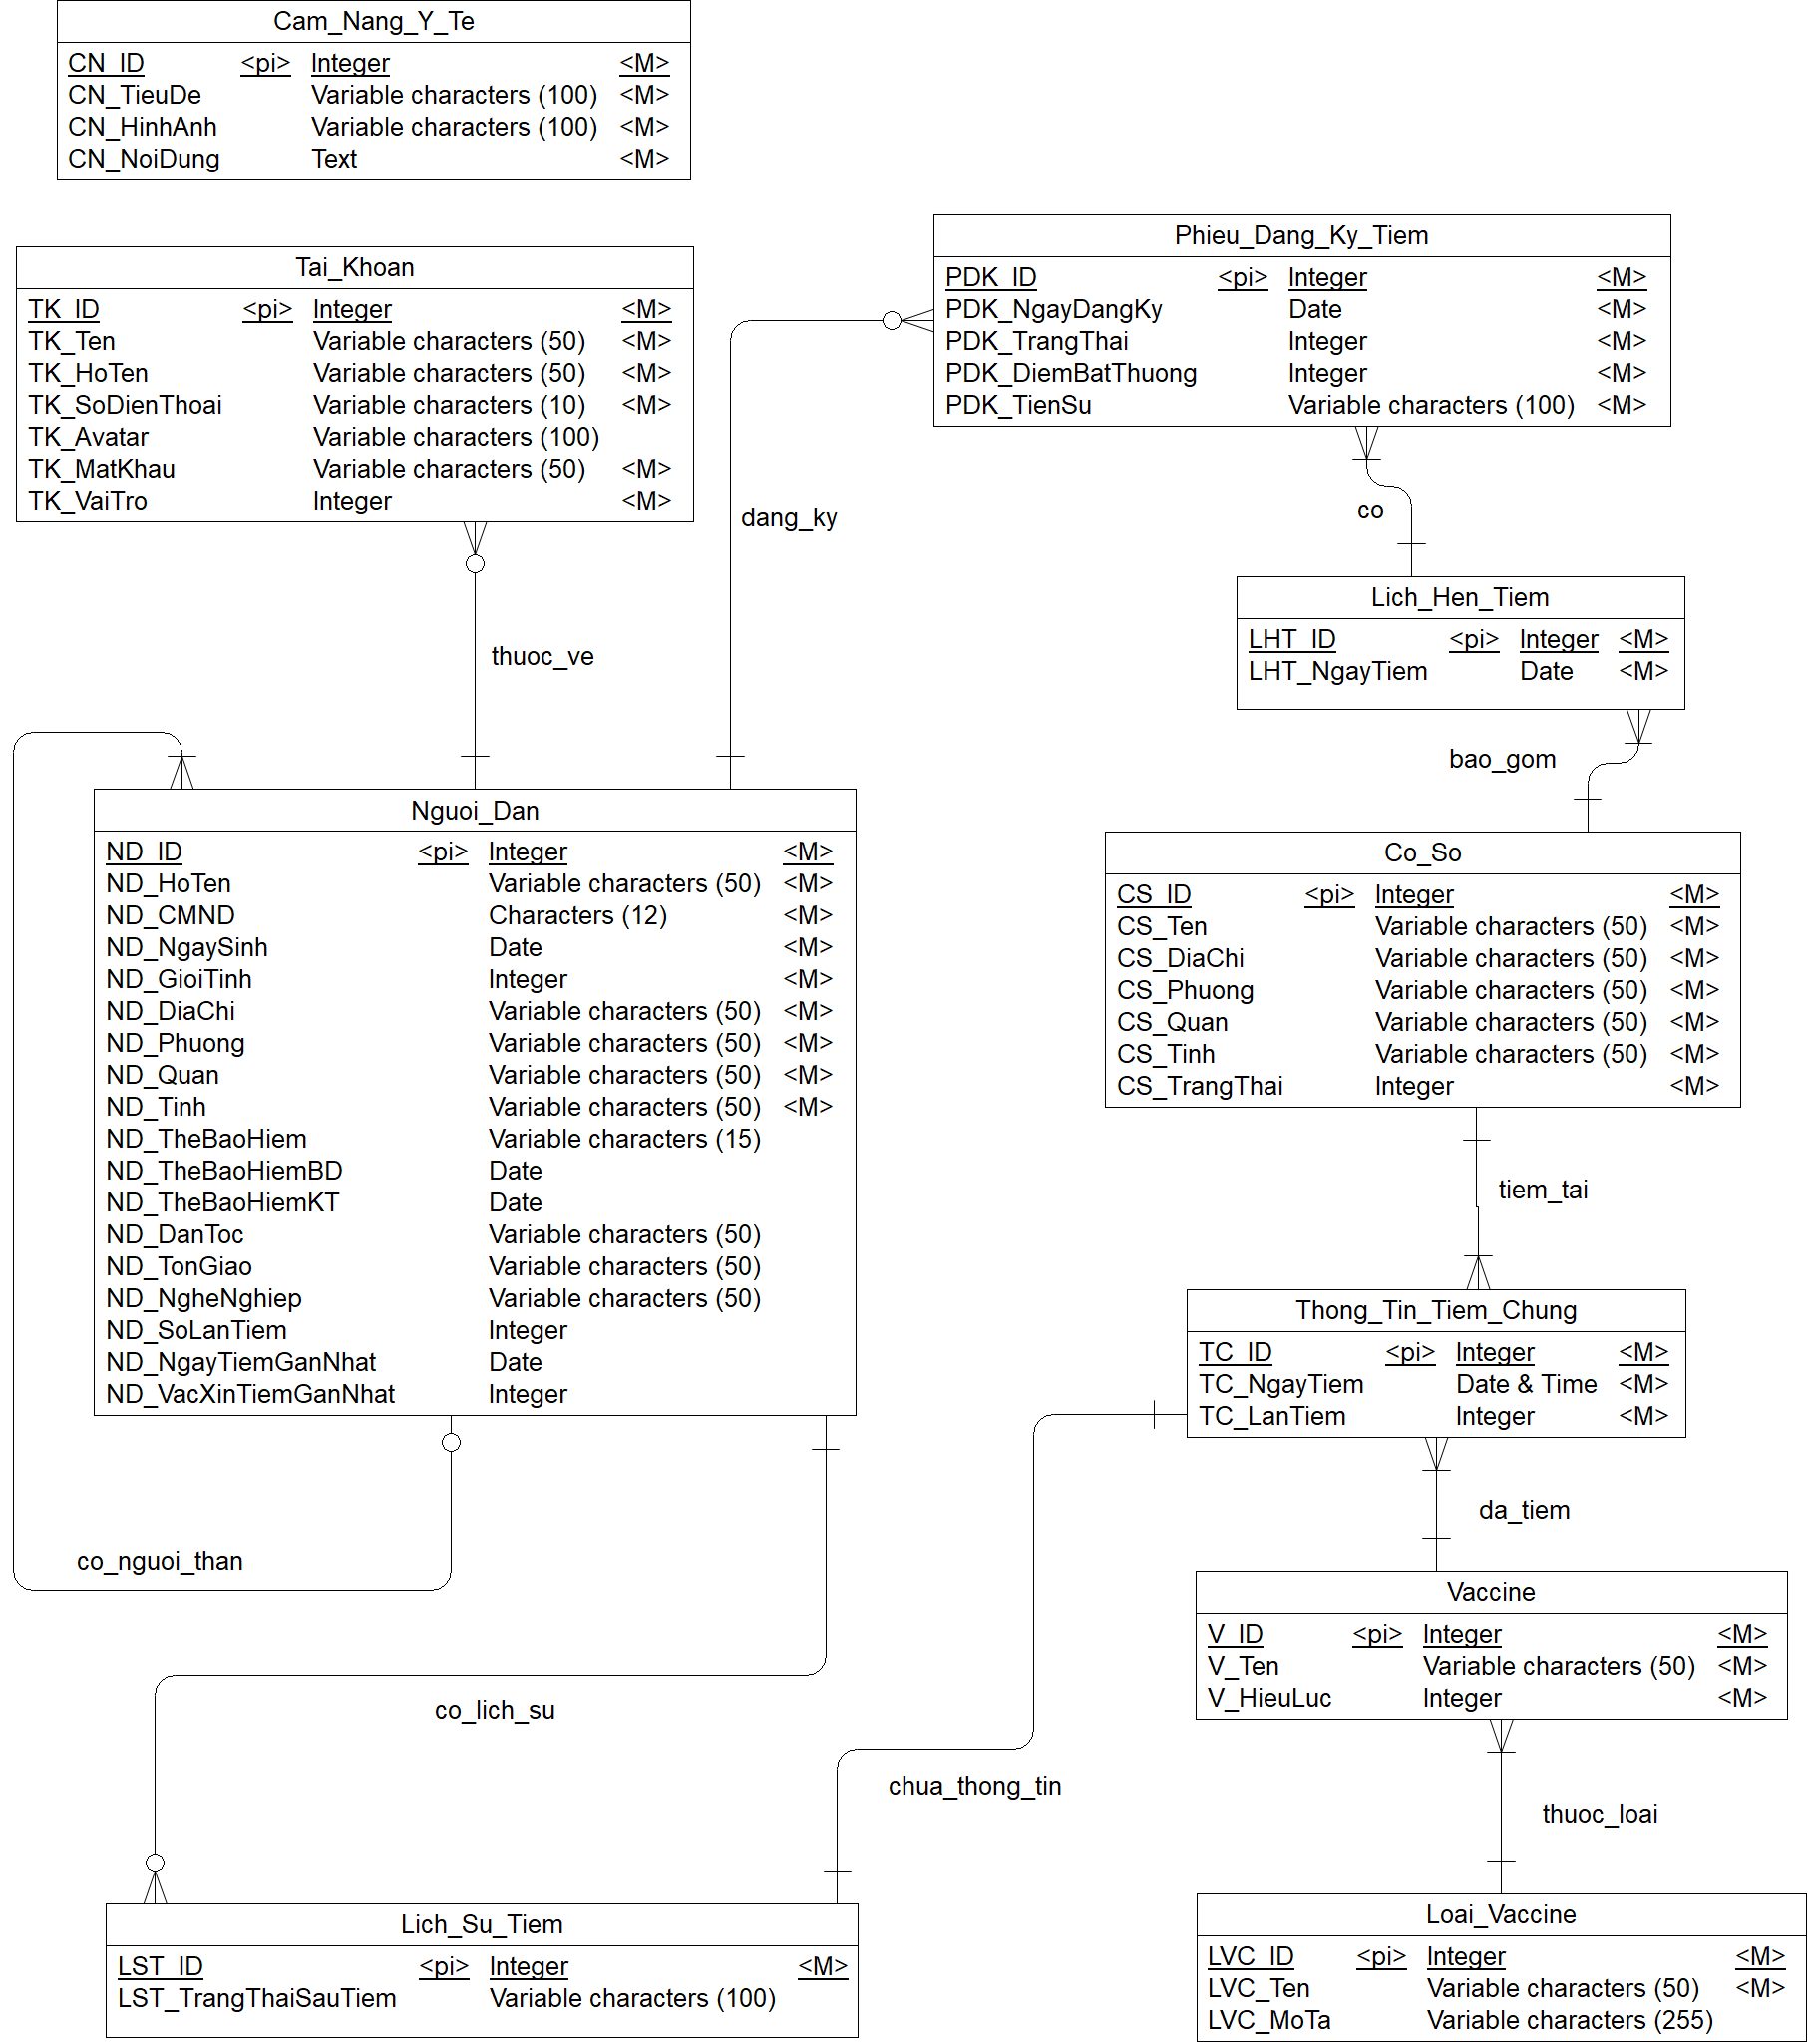 Cam_Nang_Y_Te
CN_ID <pi> Integer <M>
CN_TieuDe Variable characters (100) <M>
CN_HinhAnh Variable characters (100) <M>
CN_NoiDung Text <M>
Tai_Khoan
TK_ID <pi> Integer <M>
TK_Ten Variable characters (50) <M>
TK_HoTen Variable characters (50) <M>
TK_SoDienThoai Variable characters (10) <M>
TK_Avatar Variable characters (100)
TK_MatKhau Variable characters (50) <M>
TK_VaiTro Integer <M>
Phieu_Dang_Ky_Tiem
PDK_ID <pi> Integer <M>
PDK_NgayDangKy Date <M>
PDK_TrangThai Integer <M>
PDK_DiemBatThuong Integer <M>
PDK_TienSu Variable characters (100) <M>
dang_ky
co
Lich_Hen_Tiem
LHT_ID <pi> Integer <M>
LHT_NgayTiem Date <M>
thuoc_ve
bao_gom
Nguoi_Dan
ND_ID <pi> Integer <M>
ND_HoTen Variable characters (50) <M>
ND_CMND Characters (12) <M>
ND_NgaySinh Date <M>
ND_GioiTinh Integer <M>
ND_DiaChi Variable characters (50) <M>
ND_Phuong Variable characters (50) <M>
ND_Quan Variable characters (50) <M>
ND_Tinh Variable characters (50) <M>
ND_TheBaoHiem Variable characters (15)
ND_TheBaoHiemBD Date
ND_TheBaoHiemKT Date
ND_DanToc Variable characters (50)
ND_TonGiao Variable characters (50)
ND_NgheNghiep Variable characters (50)
ND_SoLanTiem Integer
ND_NgayTiemGanNhat Date
ND_VacXinTiemGanNhat Integer
Co_So
CS_ID <pi> Integer <M>
CS_Ten Variable characters (50) <M>
CS_DiaChi Variable characters (50) <M>
CS_Phuong Variable characters (50) <M>
CS_Quan Variable characters (50) <M>
CS_Tinh Variable characters (50) <M>
CS_TrangThai Integer <M>
tiem_tai
Thong_Tin_Tiem_Chung
TC_ID <pi> Integer <M>
TC_NgayTiem Date & Time <M>
TC_LanTiem Integer <M>
da_tiem
co_nguoi_than
Vaccine
V_ID <pi> Integer <M>
V_Ten Variable characters (50) <M>
V_HieuLuc Integer <M>
co_lich_su
chua_thong_tin
thuoc_loai
Lich_Su_Tiem
LST_ID <pi> Integer <M>
LST_TrangThaiSauTiem Variable characters (100)
Loai_Vaccine
LVC_ID <pi> Integer <M>
LVC_Ten Variable characters (50) <M>
LVC_MoTa Variable characters (255)